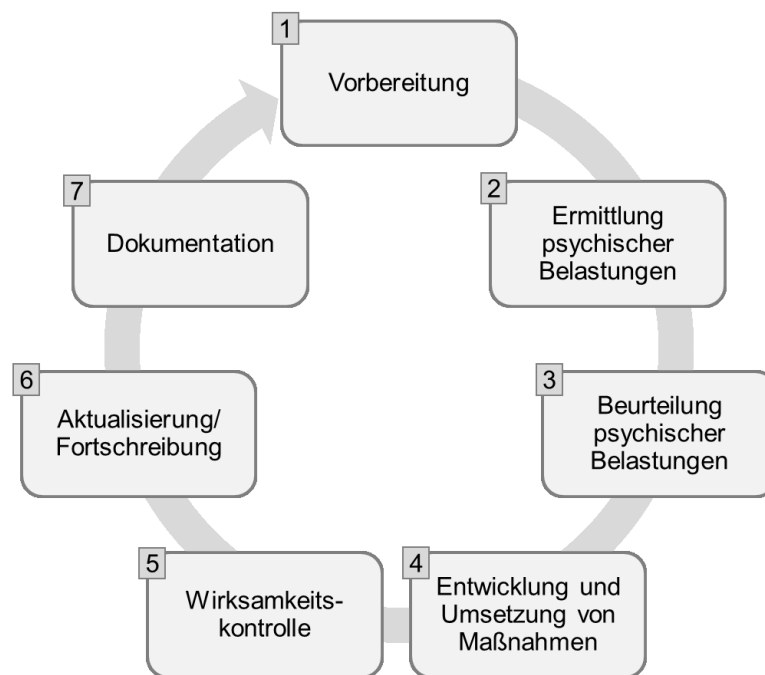 1
Vorbereitung
2
Ermittlung
psychischer
Belastungen
3
Beurteilung
psychischer
Belastungen
4
Entwicklung und
Umsetzung von
Maßnahmen
5
Wirksamkeits-
kontrolle
6
Aktualisierung/
Fortschreibung
7
Dokumentation